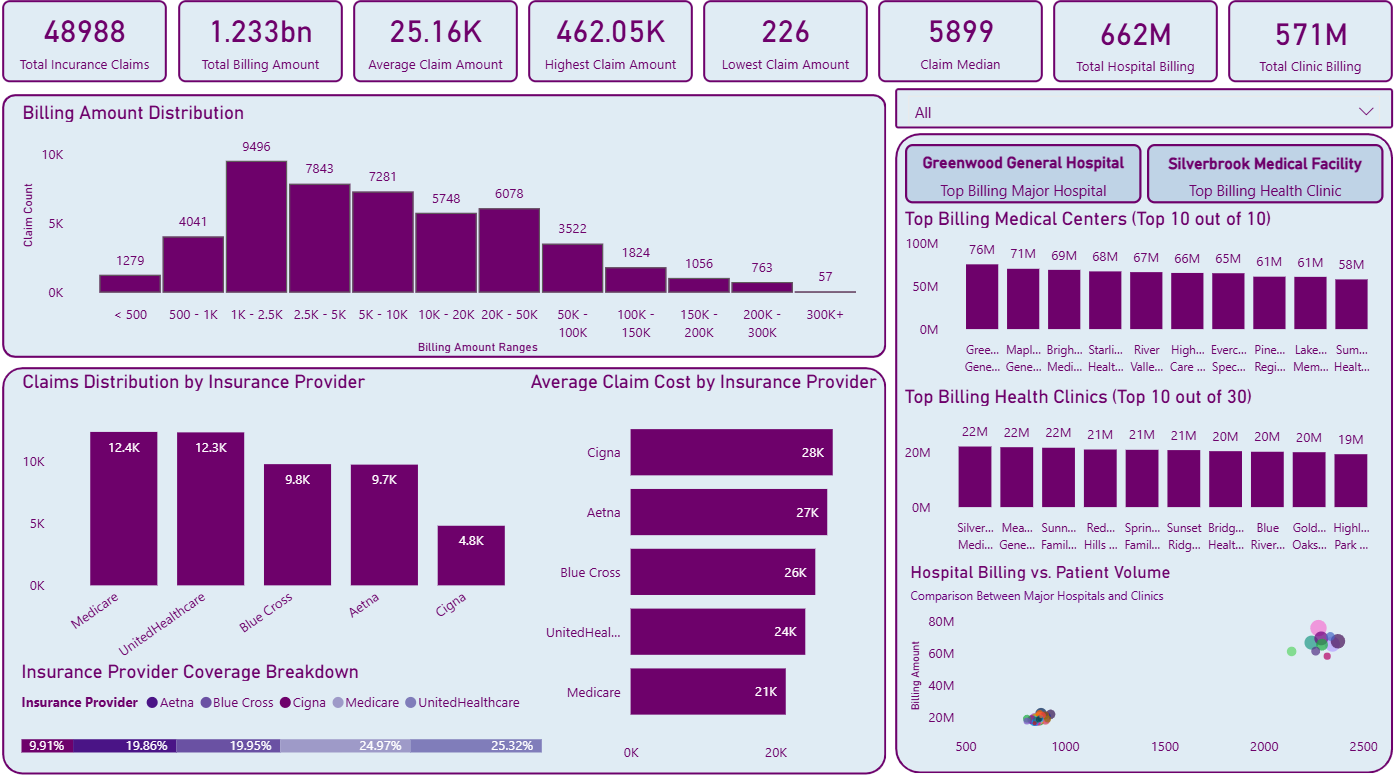 48988
Total Incurance Claims
1.233bn
Total Billing Amount
25.16K
Average Claim Amount
462.05K
Highest Claim Amount
226
Lowest Claim Amount
5899
Claim Median
662M
Total Hospital Billing
571M
Total Clinic Billing
Billing Amount Distribution
10K
5K
0K
Claim Count
1279
4041
9496
7843
7281
5748
6078
3522
1824
1056
763
57
< 500
500 - 1K
1K - 2.5K
2.5K - 5K
5K - 10K
10K - 20K
20K - 50K
50K -
100K
100K -
150K
150K -
200K
200K -
300K
300K+
Billing Amount Ranges
All
Greenwood General Hospital
Top Billing Major Hospital
Silverbrook Medical Facility
Top Billing Health Clinic
Top Billing Medical Centers (Top 10 out of 10)
100M
50M
0M
76M
71M
69M
68M
67M
66M
65M
61M
61M
58M
Gree...
Gene...
Mapl...
Gene...
Brigh...
Medi...
Starli...
Healt...
River
Valle...
High...
Care ...
Everc...
Spec...
Pine...
Regi...
Lake...
Mem...
Sum...
Healt...
Top Billing Health Clinics (Top 10 out of 30)
20M
0M
22M
22M
22M
21M
21M
21M
20M
20M
20M
19M
Silver...
Medi...
Mea...
Gene...
Sunn...
Famil...
Red...
Hills ...
Sprin...
Famil...
Sunset
Ridg...
Bridg...
Healt...
Blue
River...
Gold...
Oaks...
Highl...
Park ...
Hospital Billing vs. Patient Volume
Comparison Between Major Hospitals and Clinics
Billing Amount
80M
60M
40M
20M
500
1000
1500
2000
2500
Claims Distribution by Insurance Provider
10K
5K
0K
12.4K
12.3K
9.8K
9.7K
4.8K
Medicare
UnitedHealthcare
Blue Cross
Aetna
Cigna
Average Claim Cost by Insurance Provider
Cigna
28K
Aetna
27K
Blue Cross
26K
UnitedHeal...
24K
Medicare
21K
0K
20K
Insurance Provider Coverage Breakdown
Insurance Provider Aetna Blue Cross Cigna Medicare UnitedHealthcare
9.91% 19.86% 19.95% 24.97% 25.32%